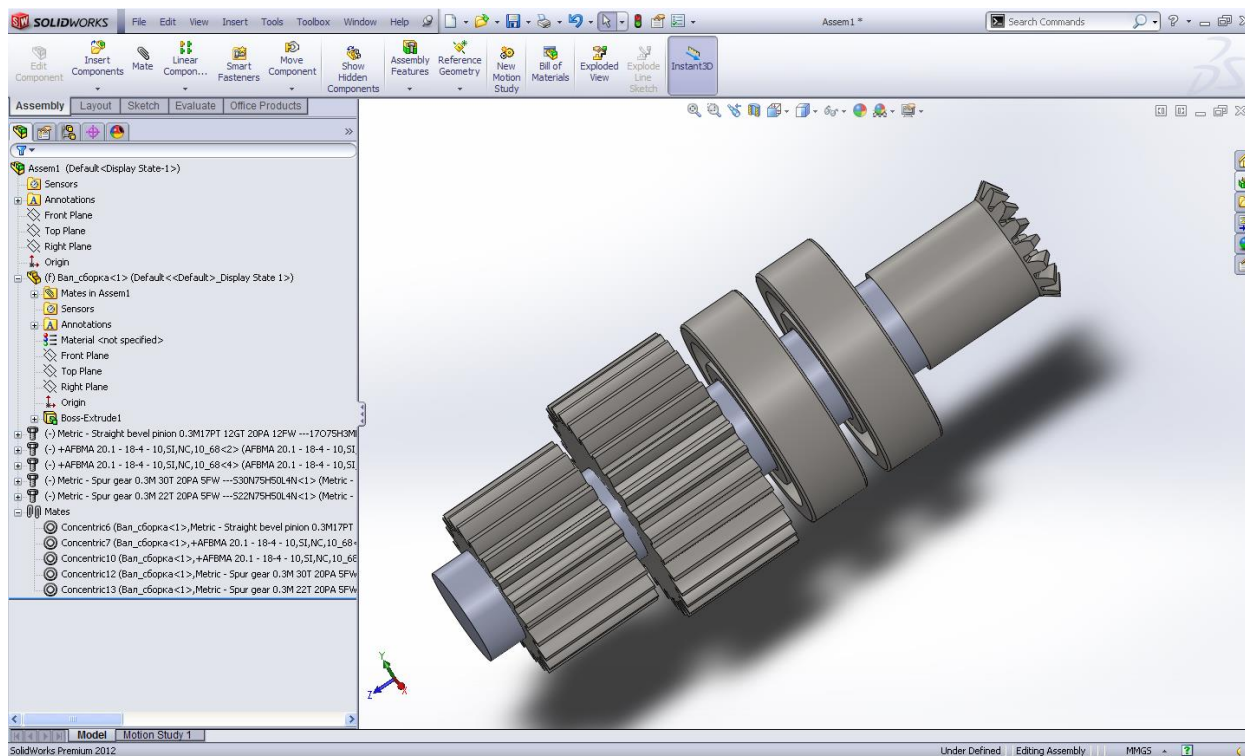 SOLIDWORKS File Edit View Insert Tools Toolbox Window Help Assem1 * Search Commands
Edit Component
Insert Components
Mate
Linear Compon...
Smart Fasteners
Move Component
Show Hidden Components
Assembly Features
Reference Geometry
New Motion Study
Bill of Materials
Exploded View
Explode Line Sketch
Instant3D
Assembly Layout Sketch Evaluate Office Products
Assem1 (Default<Display State-1>)
Sensors
Annotations
Front Plane
Top Plane
Right Plane
Origin
(f) Вал_сборка<1> (Default<<Default>_Display State 1>)
Mates in Assem1
Sensors
Annotations
Material <not specified>
Front Plane
Top Plane
Right Plane
Origin
Boss-Extrude1
(-) Metric - Straight bevel pinion 0.3M17PT 12GT 20PA 12FW ---17O75H3M
(-) +AFBMA 20.1 - 18-4 - 10,SI,NC,10_68<2> (AFBMA 20.1 - 18-4 - 10,SI
(-) +AFBMA 20.1 - 18-4 - 10,SI,NC,10_68<4> (AFBMA 20.1 - 18-4 - 10,SI
(-) Metric - Spur gear 0.3M 30T 20PA 5FW ---S30N75H50L4N<1> (Metric -
(-) Metric - Spur gear 0.3M 22T 20PA 5FW ---S22N75H50L4N<1> (Metric -
Mates
Concentric6 (Вал_сборка<1>,Metric - Straight bevel pinion 0.3M17PT
Concentric7 (Вал_сборка<1>,+AFBMA 20.1 - 18-4 - 10,SI,NC,10_68<
Concentric10 (Вал_сборка<1>,+AFBMA 20.1 - 18-4 - 10,SI,NC,10_68
Concentric12 (Вал_сборка<1>,Metric - Spur gear 0.3M 30T 20PA 5FW
Concentric13 (Вал_сборка<1>,Metric - Spur gear 0.3M 22T 20PA 5FW
Y
Z
X
Model Motion Study 1
SolidWorks Premium 2012 Under Defined Editing Assembly MMGS